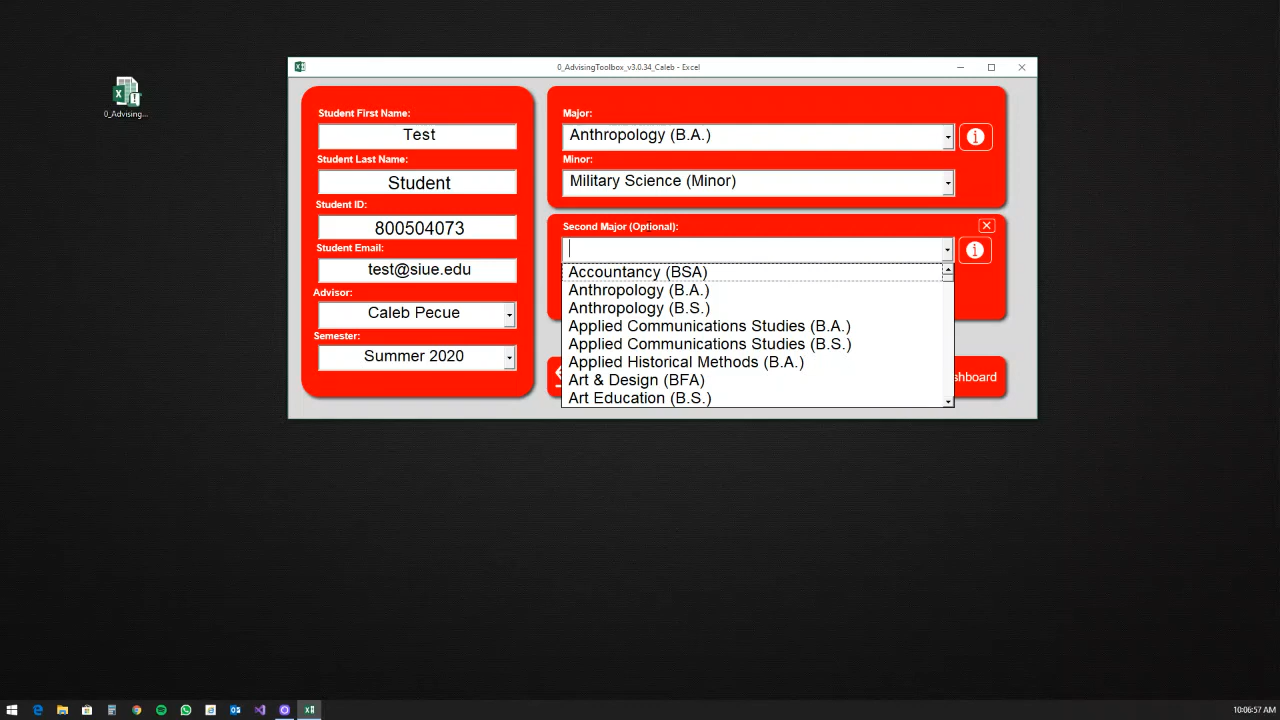 0_Advising...
0_AdvisingToolbox_v3.0.34_Caleb - Excel
Student First Name:
Test
Student Last Name:
Student
Student ID:
800504073
Student Email:
test@siue.edu
Advisor:
Caleb Pecue
Semester:
Summer 2020
Major:
Anthropology (B.A.)
Minor:
Military Science (Minor)
Second Major (Optional):
Accountancy (BSA)
Anthropology (B.A.)
Anthropology (B.S.)
Applied Communications Studies (B.A.)
Applied Communications Studies (B.S.)
Applied Historical Methods (B.A.)
Art & Design (BFA)
Art Education (B.S.)
shboard
10:06:57 AM